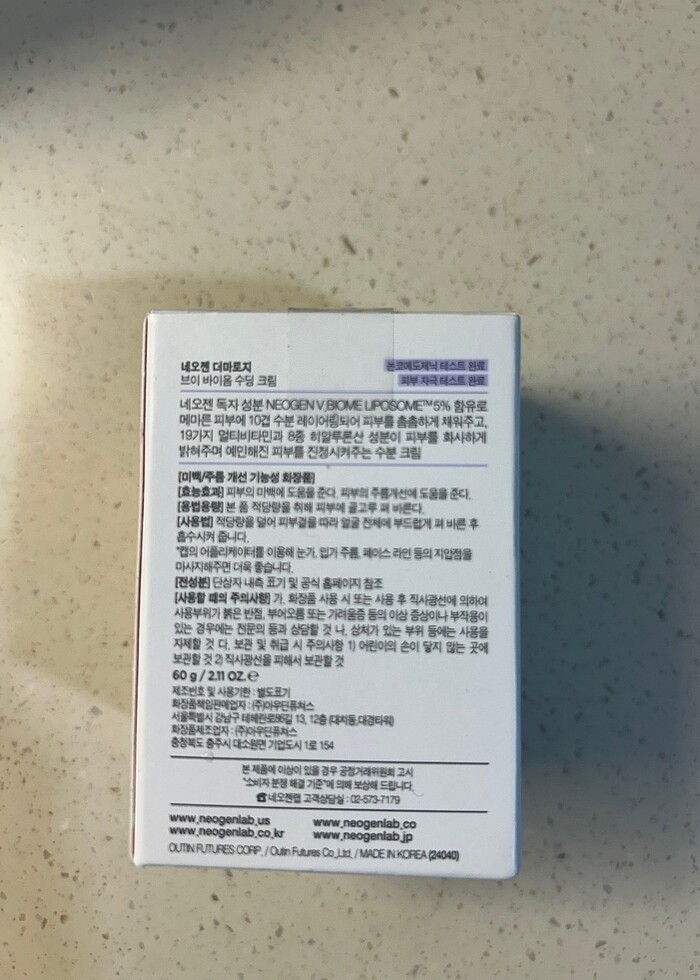 네오젠 더마로지
브이 바이옴 수딩 크림
논코메도제닉 테스트 완료
피부 자극 테스트 완료
네오젠 독자 성분 NEOGEN V.BIOME LIPOSOME™ 5% 함유로
메마른 피부에 10겹 수분 레이어링되어 피부를 촘촘하게 채워주고,
19가지 멀티비타민과 8종 히알루론산 성분이 피부를 화사하게
밝혀주며 예민해진 피부를 진정시켜주는 수분 크림
[미백/주름 개선 기능성 화장품]
[효능효과] 피부의 미백에 도움을 준다. 피부의 주름개선에 도움을 준다.
[용법용량] 본 품 적당량을 취해 피부에 골고루 펴 바른다.
[사용법] 적당량을 덜어 피부결을 따라 얼굴 전체에 부드럽게 펴 바른 후
흡수시켜 줍니다.
*캡의 어플리케이터를 이용해 눈가, 입가 주름, 페이스 라인 등의 지압점을
마사지해주면 더욱 좋습니다.
[전성분] 단상자 내측 표기 및 공식 홈페이지 참조
[사용할 때의 주의사항] 가. 화장품 사용 시 또는 사용 후 직사광선에 의하여
사용부위가 붉은 반점, 부어오름 또는 가려움증 등의 이상 증상이나 부작용이
있는 경우에는 전문의 등과 상담할 것 나. 상처가 있는 부위 등에는 사용을
자제할 것 다. 보관 및 취급 시 주의사항 1) 어린이의 손이 닿지 않는 곳에
보관할 것 2) 직사광선을 피해서 보관할 것
60 g / 2.11 OZ. ℮
제조번호 및 사용기한 : 별도표기
화장품책임판매업자 : (주)아우딘퓨쳐스
서울특별시 강남구 테헤란로86길 13, 12층 (대치동,대경타워)
화장품제조업자 : (주)아우딘퓨쳐스
충청북도 충주시 대소원면 기업도시 1로 154
본 제품에 이상이 있을 경우 공정거래위원회 고시
"소비자 분쟁 해결 기준"에 의해 보상해 드립니다.
☎네오젠랩 고객상담실 : 02-573-7179
www.neogenlab.us www.neogenlab.co
www.neogenlab.co.kr www.neogenlab.jp
OUTIN FUTURES CORP. / Outin Futures Co.,Ltd. / MADE IN KOREA (24040)